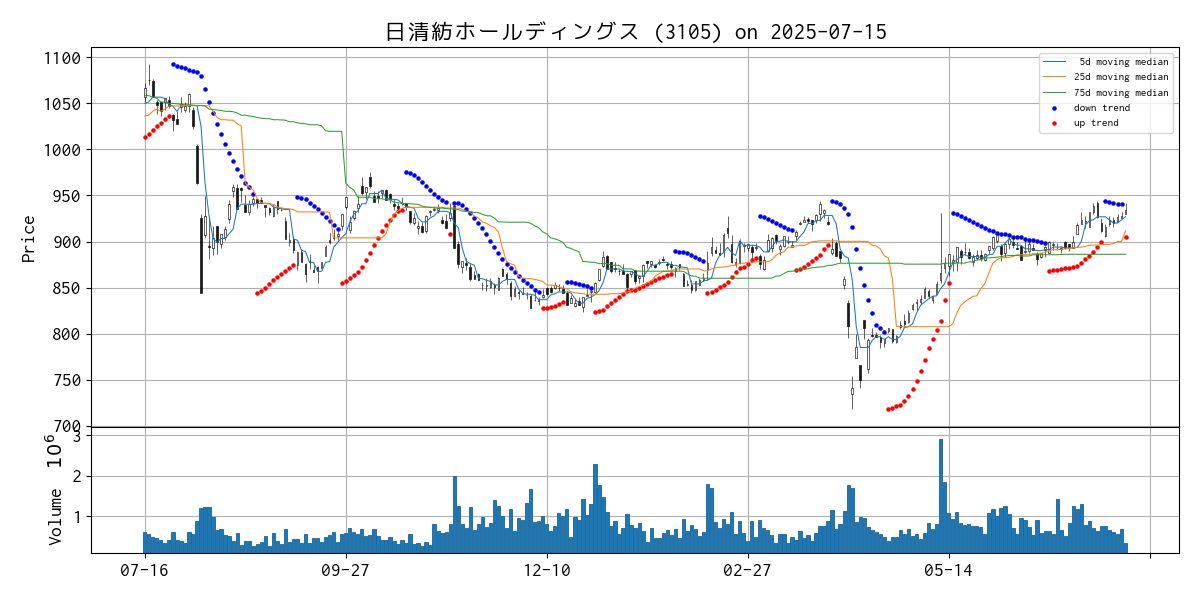 日清紡ホールディングス (3105) on 2025-07-15
5d moving median
25d moving median
75d moving median
down trend
up trend
Price
1100
1050
1000
950
900
850
800
750
700
Volume 10^6
3
2
1
07-16
09-27
12-10
02-27
05-14